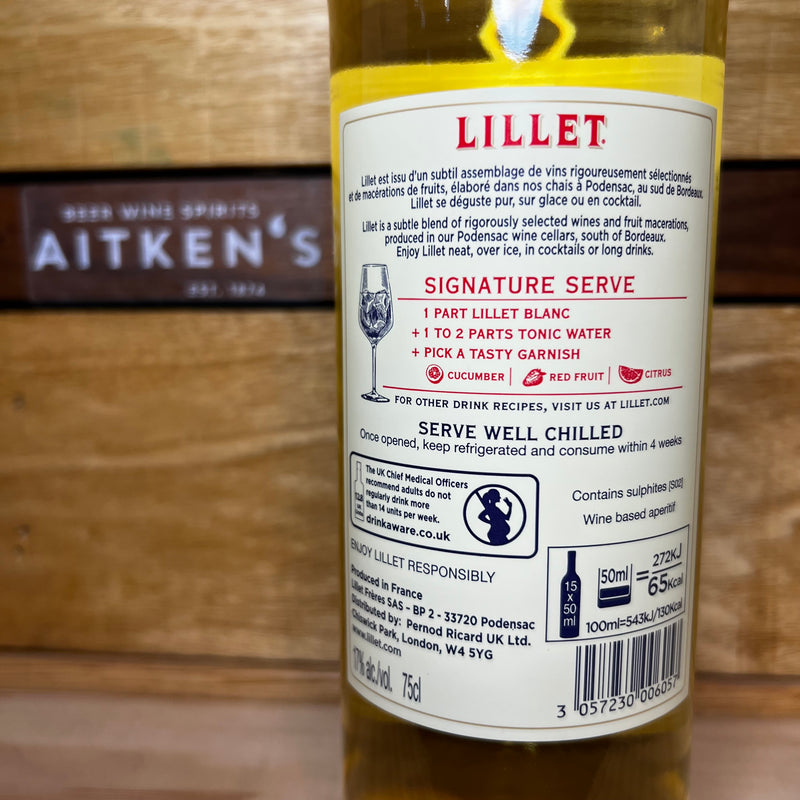 BEER WINE SPIRITS
AITKEN'S
EST. 1874
LILLET
Lillet est issu d'un subtil assemblage de vins rigoureusement sélectionnés
et de macérations de fruits, élaboré dans nos chais à Podensac, au sud de Bordeaux.
Lillet se déguste pur, sur glace ou en cocktail.
Lillet is a subtle blend of rigorously selected wines and fruit macerations,
produced in our Podensac wine cellars, south of Bordeaux.
Enjoy Lillet neat, over ice, in cocktails or long drinks.
SIGNATURE SERVE
1 PART LILLET BLANC
+ 1 TO 2 PARTS TONIC WATER
+ PICK A TASTY GARNISH
CUCUMBER | RED FRUIT | CITRUS
FOR OTHER DRINK RECIPES, VISIT US AT LILLET.COM
SERVE WELL CHILLED
Once opened, keep refrigerated and consume within 4 weeks
The UK Chief Medical Officers
recommend adults do not
regularly drink more
than 14 units per week.
drinkaware.co.uk
Contains sulphites [S02]
Wine based aperitif
ENJOY LILLET RESPONSIBLY
Produced in France
Lillet Frères SAS - BP 2 - 33720 Podensac
Distributed by: Pernod Ricard UK Ltd.
Chiswick Park, London, W4 5YG
www.lillet.com
17% alc./vol. 75cl
15
x
50
ml
50ml
=
272KJ
65Kcal
100ml=543kJ/130Kcal
3 057230 006057